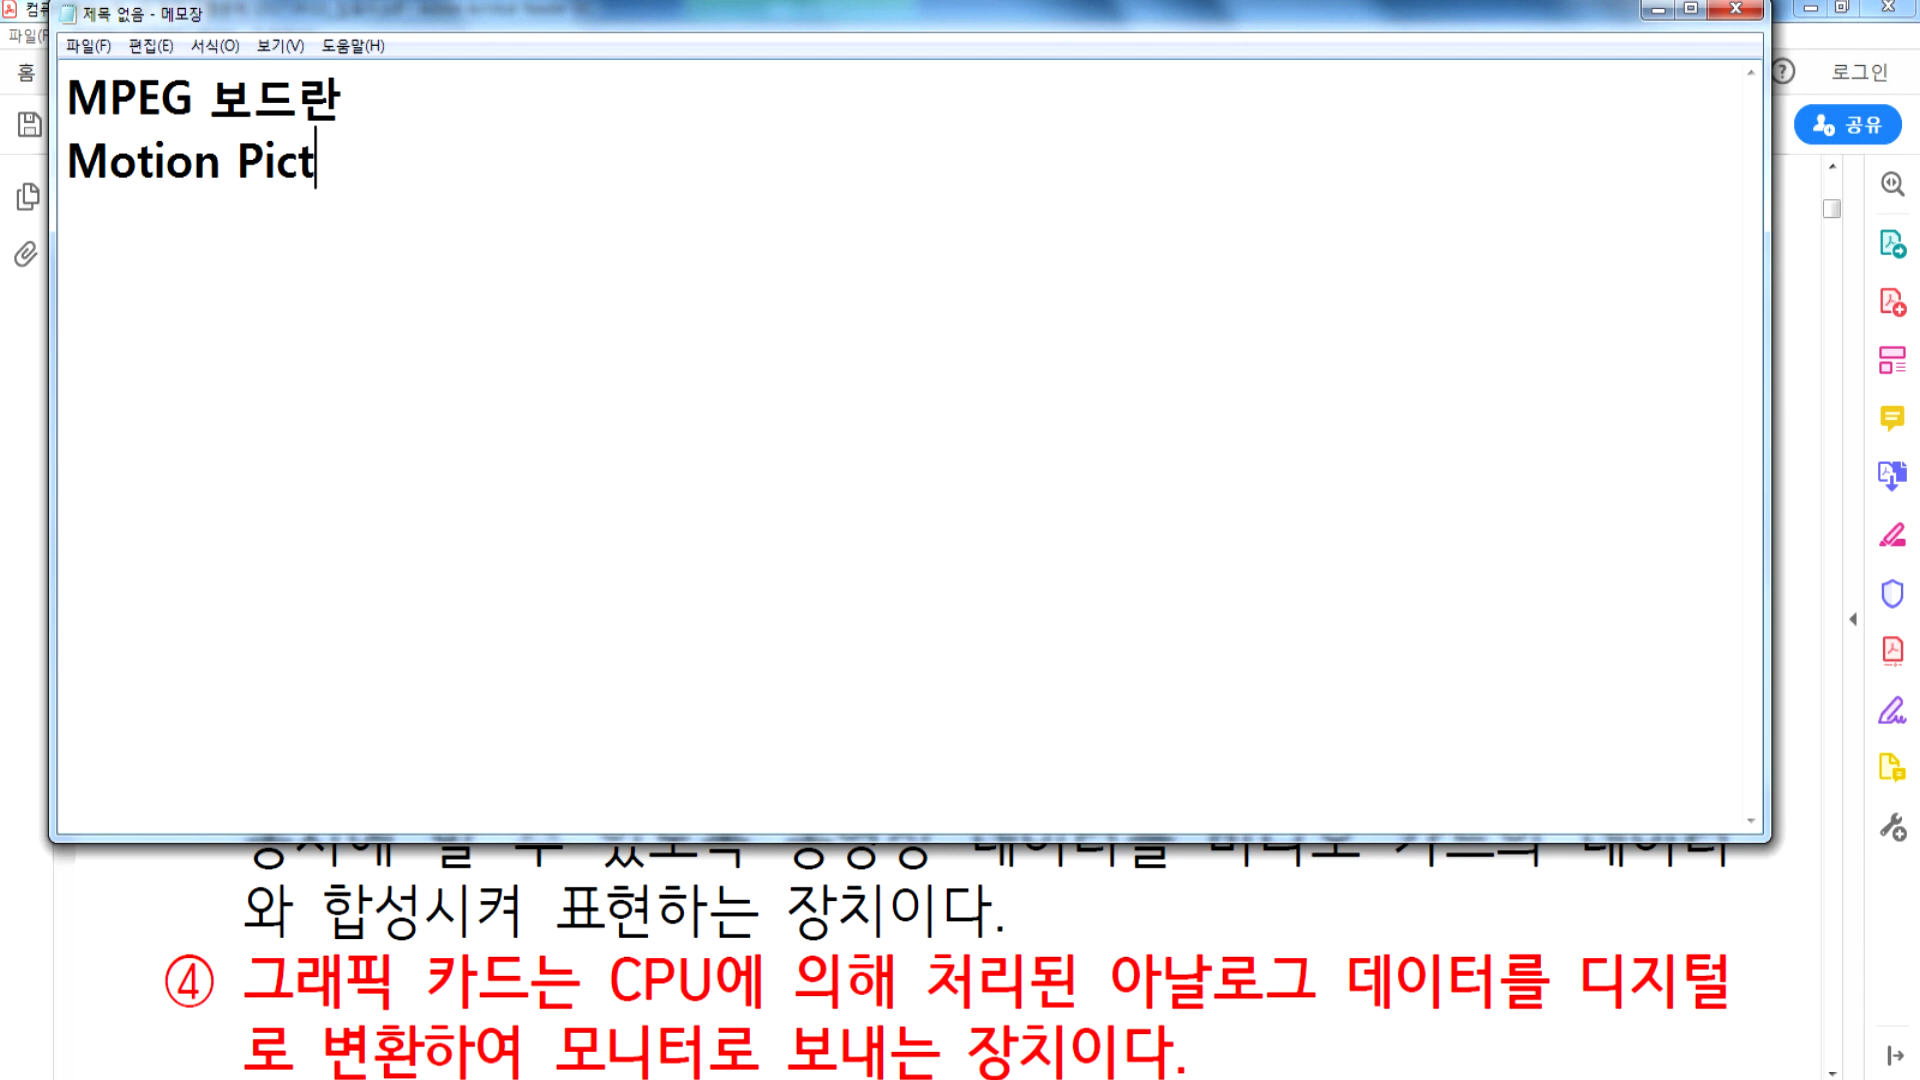 컴퓨
제목 없음 - 메모장
파일(F) 편집(E) 서식(O) 보기(V) 도움말(H)
파일(F
홈
로그인
공유
MPEG 보드란
Motion Pict
와 합성시켜 표현하는 장치이다.
④ 그래픽 카드는 CPU에 의해 처리된 아날로그 데이터를 디지털
로 변환하여 모니터로 보내는 장치이다.